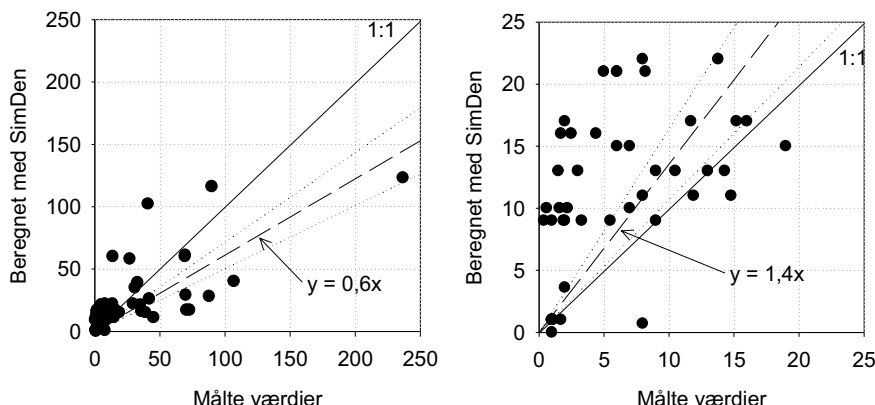 Beregnet med SimDen
250
200
150
100
50
0
0 50 100 150 200 250
Målte værdier
1:1
y = 0,6x
Beregnet med SimDen
25
20
15
10
5
0
0 5 10 15 20 25
Målte værdier
1:1
y = 1,4x